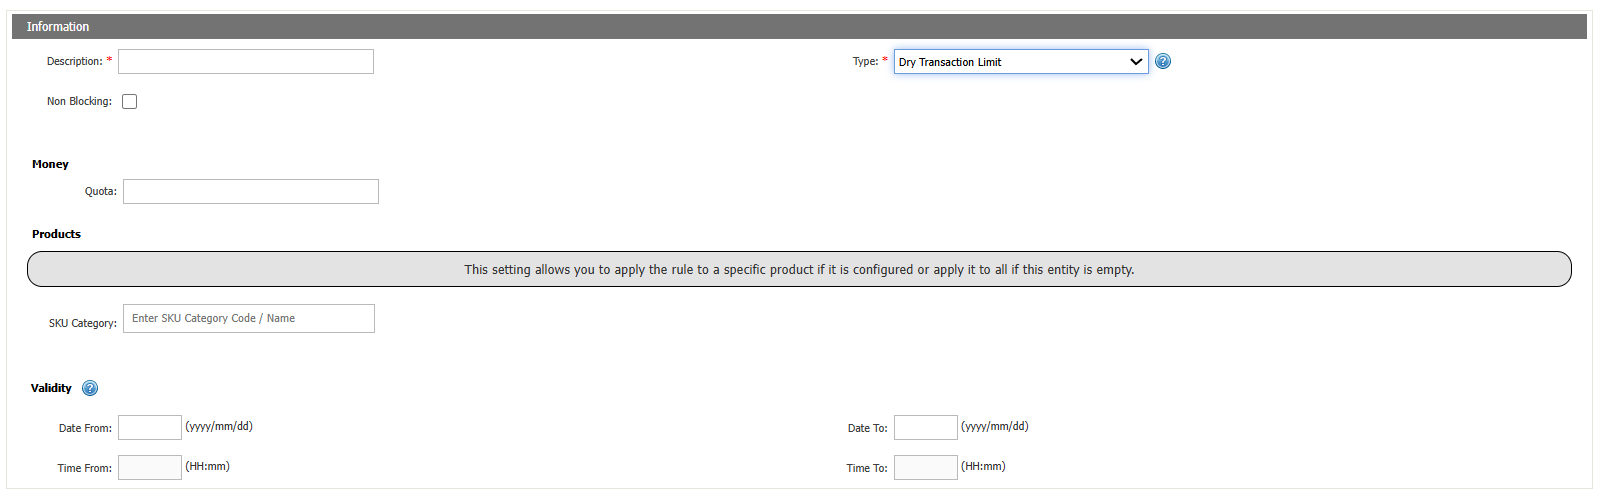 Information
Description: * Type: * Dry Transaction Limit ?
Non Blocking:
Money
Quota:
Products
This setting allows you to apply the rule to a specific product if it is configured or apply it to all if this entity is empty.
SKU Category: Enter SKU Category Code / Name
Validity ?
Date From: (yyyy/mm/dd) Date To: (yyyy/mm/dd)
Time From: (HH:mm) Time To: (HH:mm)